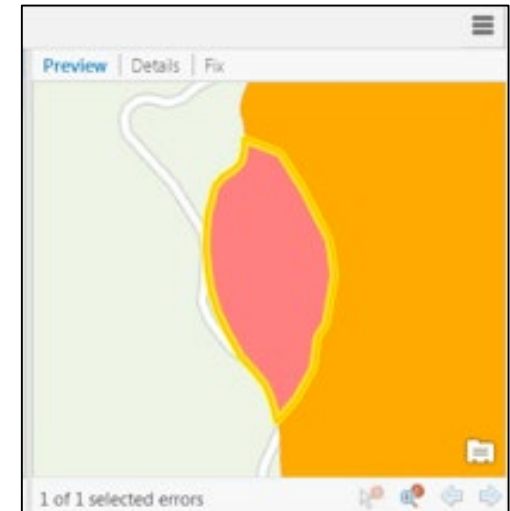 Preview | Details | Fix
1 of 1 selected errors